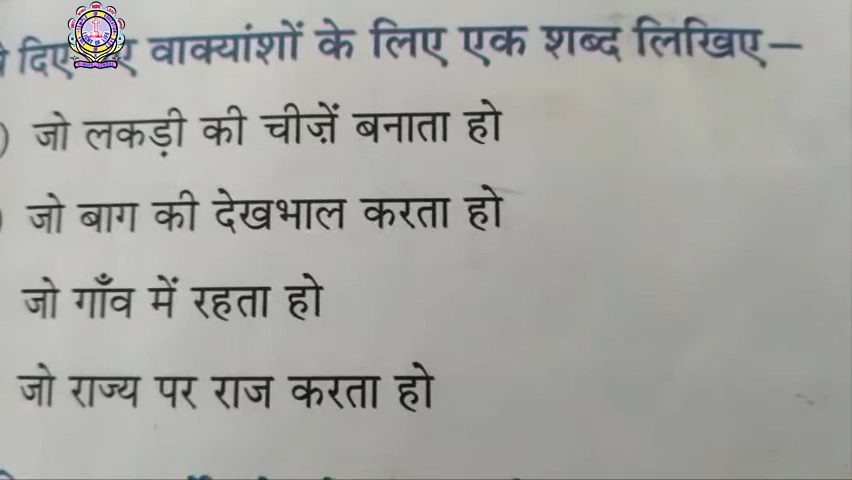 दिए वाक्यांशों के लिए एक शब्द लिखिए–
) जो लकड़ी की चीज़ें बनाता हो
जो बाग की देखभाल करता हो
जो गाँव में रहता हो
जो राज्य पर राज करता हो